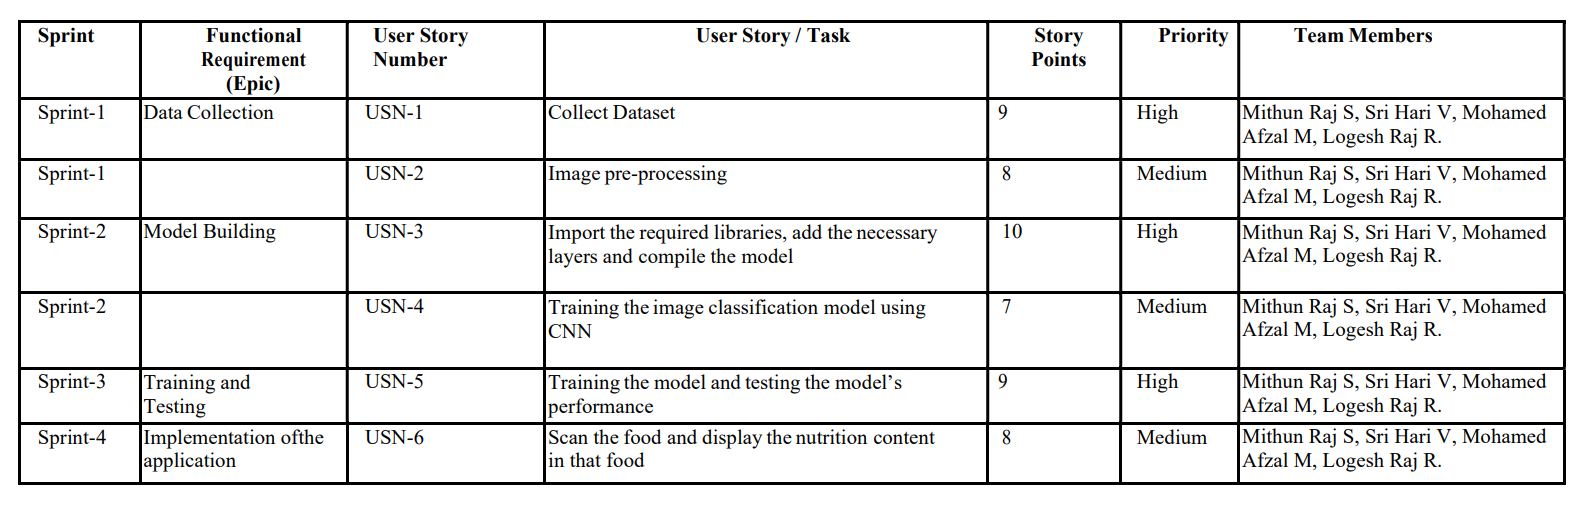 Sprint Functional Requirement (Epic) User Story Number User Story / Task Story Points Priority Team Members
Sprint-1 Data Collection USN-1 Collect Dataset 9 High Mithun Raj S, Sri Hari V, Mohamed
Afzal M, Logesh Raj R.
Sprint-1 USN-2 Image pre-processing 8 Medium Mithun Raj S, Sri Hari V, Mohamed
Afzal M, Logesh Raj R.
Sprint-2 Model Building USN-3 Import the required libraries, add the necessary 10 High Mithun Raj S, Sri Hari V, Mohamed
layers and compile the model Afzal M, Logesh Raj R.
Sprint-2 USN-4 Training the image classification model using 7 Medium Mithun Raj S, Sri Hari V, Mohamed
CNN Afzal M, Logesh Raj R.
Sprint-3 Training and USN-5 Training the model and testing the model’s 9 High Mithun Raj S, Sri Hari V, Mohamed
Testing performance Afzal M, Logesh Raj R.
Sprint-4 Implementation ofthe USN-6 Scan the food and display the nutrition content 8 Medium Mithun Raj S, Sri Hari V, Mohamed
application in that food Afzal M, Logesh Raj R.